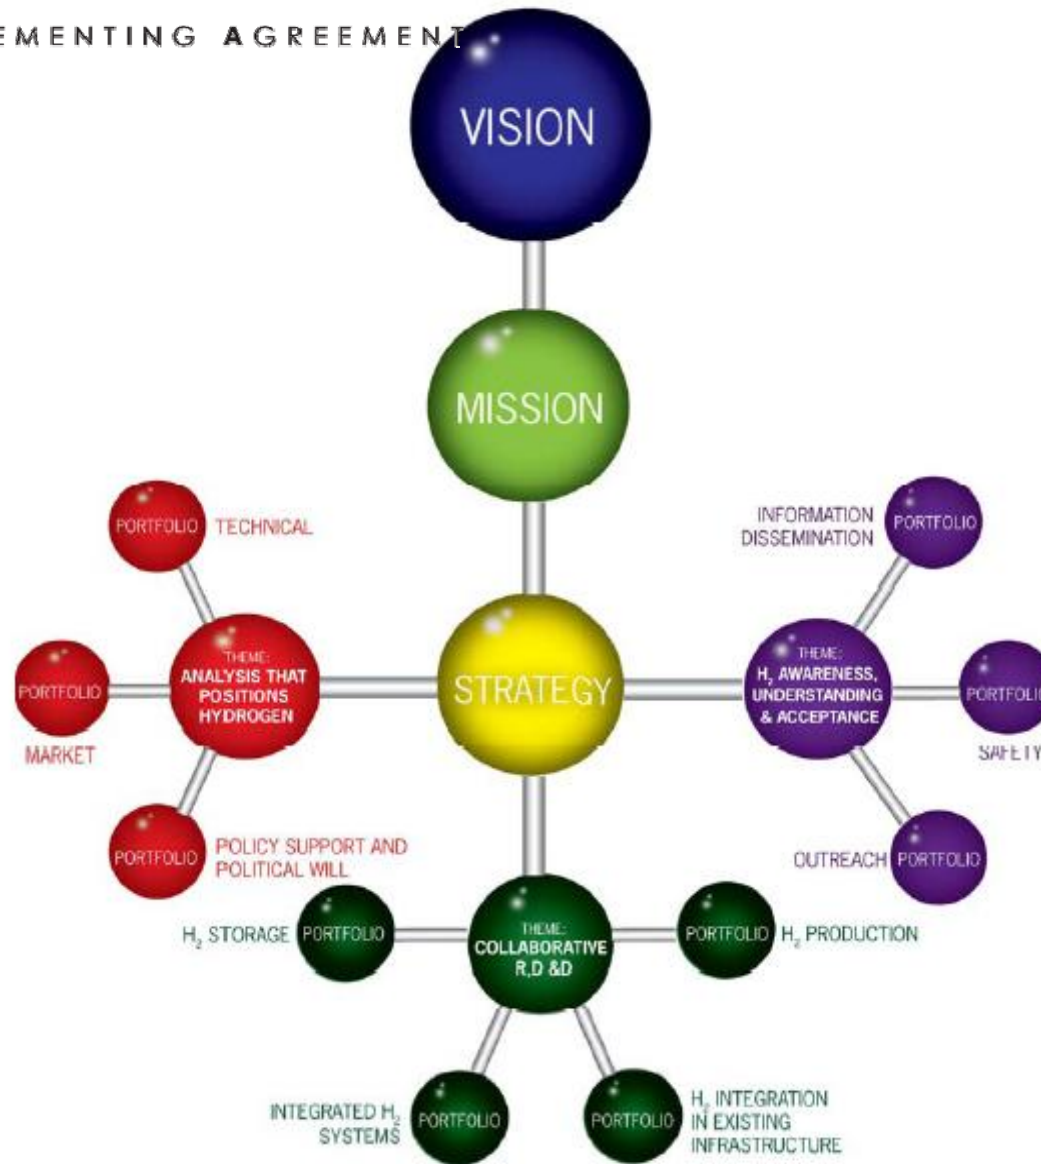 EMENTING AGREEMENT
VISION
MISSION
PORTFOLIO
TECHNICAL
INFORMATION
DISSEMINATION
PORTFOLIO
THEME:
ANALYSIS THAT
POSITIONS
HYDROGEN
STRATEGY
THEME:
H₂ AWARENESS,
UNDERSTANDING
& ACCEPTANCE
PORTFOLIO
MARKET
PORTFOLIO
SAFETY
PORTFOLIO
POLICY SUPPORT AND
POLITICAL WILL
OUTREACH
PORTFOLIO
H₂ STORAGE
PORTFOLIO
THEME:
COLLABORATIVE
R,D &D
PORTFOLIO
H₂ PRODUCTION
INTEGRATED H₂
SYSTEMS
PORTFOLIO
PORTFOLIO
H₂ INTEGRATION
IN EXISTING
INFRASTRUCTURE